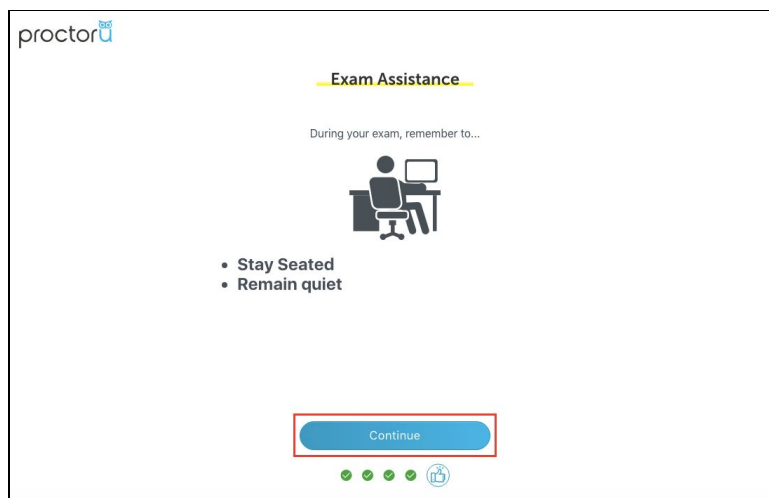 proctoru
Exam Assistance
During your exam, remember to...
• Stay Seated
• Remain quiet
Continue